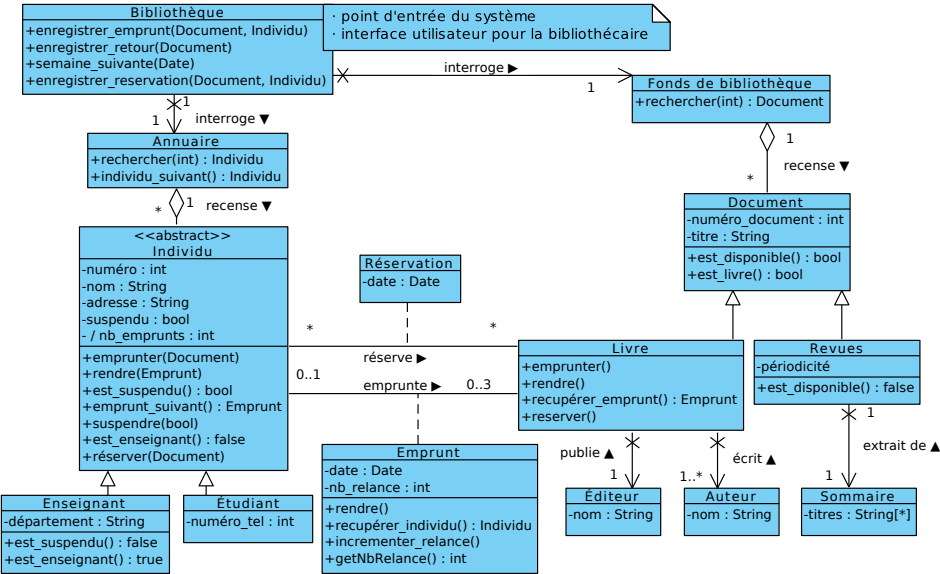 Bibliothèque
+enregistrer_emprunt(Document, Individu)
+enregistrer_retour(Document)
+semaine_suivante(Date)
+enregistrer_reservation(Document, Individu)
· point d'entrée du système
· interface utilisateur pour la bibliothécaire
interroge ▶
1
Fonds de bibliothèque
+rechercher(int) : Document
1
1
interroge ▼
Annuaire
+rechercher(int) : Individu
+individu_suivant() : Individu
1
recense ▼
*
* 1 recense ▼
Document
-numéro_document : int
-titre : String
+est_disponible() : bool
+est_livre() : bool
<<abstract>>
Individu
-numéro : int
-nom : String
-adresse : String
-suspendu : bool
- / nb_emprunts : int
+emprunter(Document)
+rendre(Emprunt)
+est_suspendu() : bool
+emprunt_suivant() : Emprunt
+suspendre(bool)
+est_enseignant() : false
+réserver(Document)
Réservation
-date : Date
* *
réserve ▶
0..1 emprunte ▶ 0..3
Livre
+emprunter()
+rendre()
+recupérer_emprunt() : Emprunt
+reserver()
Revues
-périodicité
+est_disponible() : false
1
extrait de ▲
1
publie ▲
1
écrit ▲
1..*
Enseignant
-département : String
+est_suspendu() : false
+est_enseignant() : true
Étudiant
-numéro_tel : int
Emprunt
-date : Date
-nb_relance : int
+rendre()
+recupérer_individu() : Individu
+incrementer_relance()
+getNbRelance() : int
Éditeur
-nom : String
Auteur
-nom : String
Sommaire
-titres : String[*]